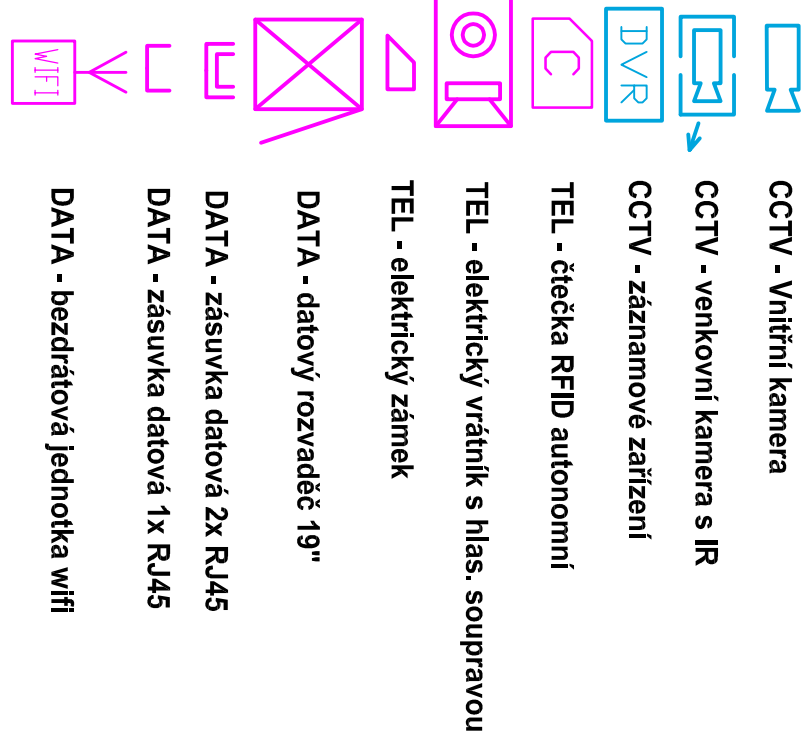 CCTV - Vnitřní kamera
CCTV - venkovní kamera s IR
DVR
CCTV - záznamové zařízení
C
TEL - čtečka RFID autonomní
TEL - elektrický vrátník s hlas. soupravou
TEL - elektrický zámek
DATA - datový rozvaděč 19"
DATA - zásuvka datová 2x RJ45
DATA - zásuvka datová 1x RJ45
WIFI
DATA - bezdrátová jednotka wifi